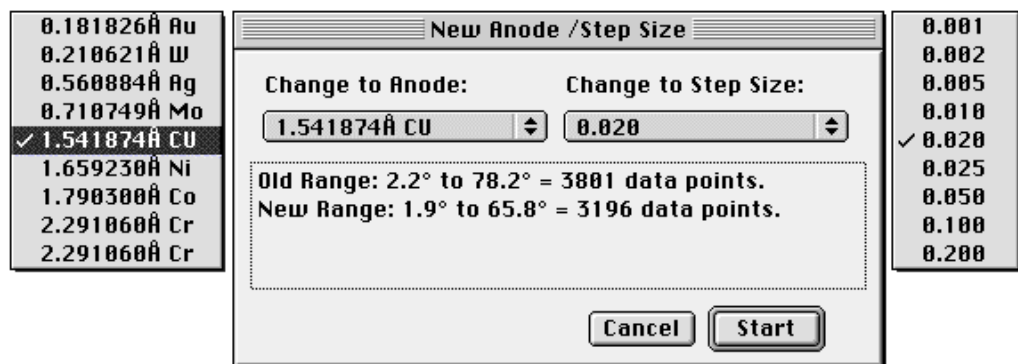 0.181826Å Au
0.210621Å W
0.560884Å Ag
0.710749Å Mo
✓ 1.541874Å CU
1.659230Å Ni
1.790300Å Co
2.291060Å Cr
2.291060Å Cr
New Anode /Step Size
Change to Anode:
Change to Step Size:
1.541874Å CU
0.020
Old Range: 2.2° to 78.2° = 3801 data points.
New Range: 1.9° to 65.8° = 3196 data points.
Cancel
Start
0.001
0.002
0.005
0.010
✓ 0.020
0.025
0.050
0.100
0.200